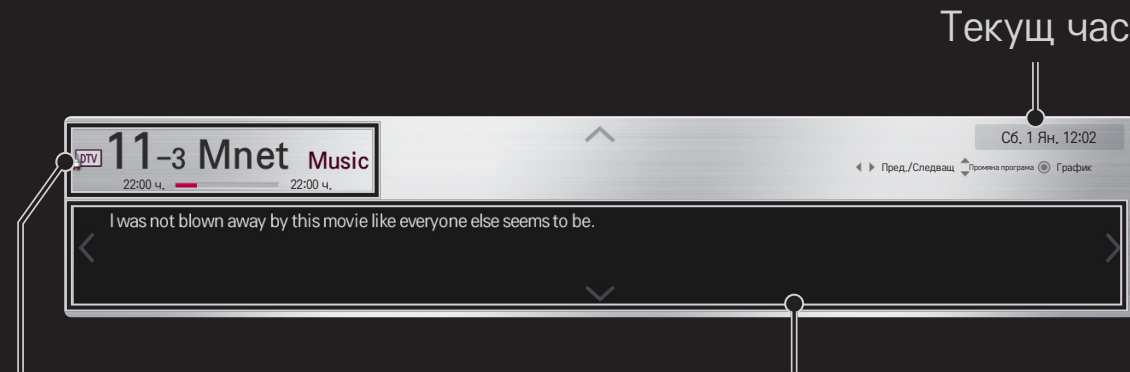 Текущ час
Сб. 1 Ян. 12:02
DTV 11-3 Mnet Music
22:00 ч. 22:00 ч.
Пред./Следващ Промяна програма График
I was not blown away by this movie like everyone else seems to be.